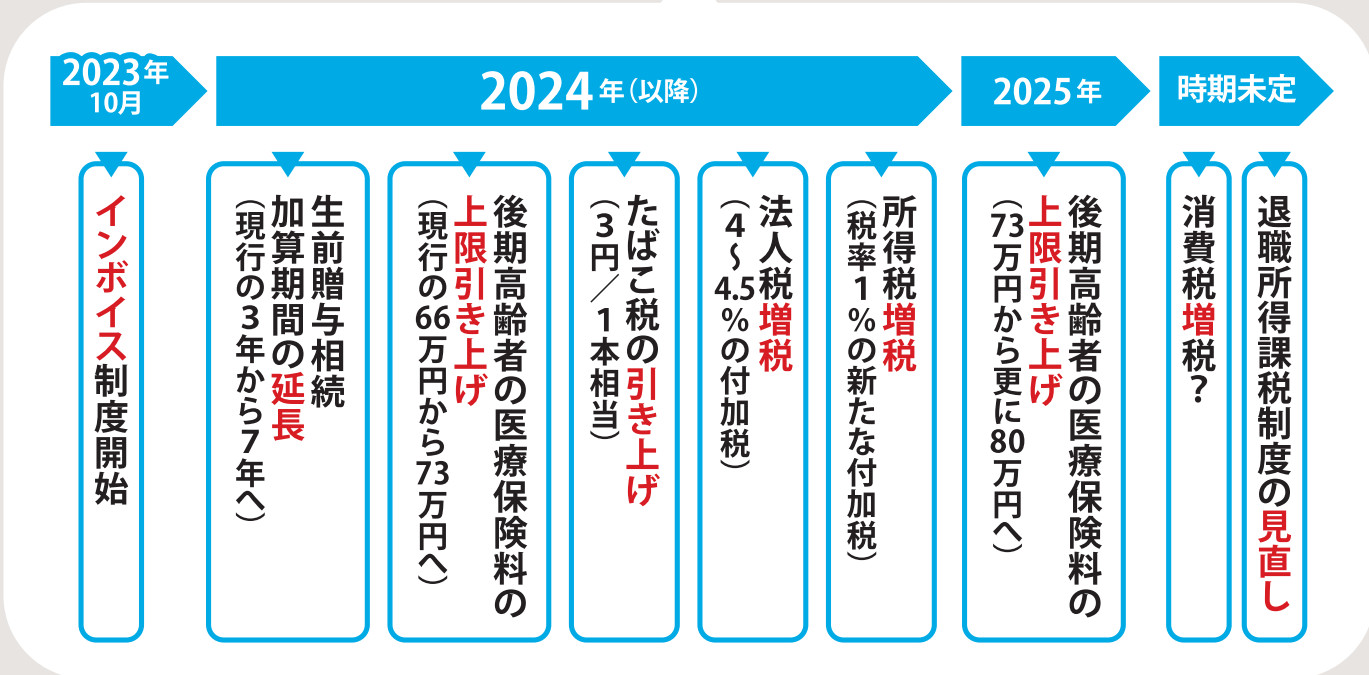 2023年
10月
2024年(以降)
2025年
時期未定
インボイス制度開始
生前贈与相続
加算期間の延長
(現行の3年から7年へ)
後期高齢者の医療保険料の
上限引き上げ
(現行の66万円から73万円へ)
たばこ税の引き上げ
(3円/1本相当)
法人税増税
(4〜4.5%の付加税)
所得税増税
(税率1%の新たな付加税)
後期高齢者の医療保険料の
上限引き上げ
(73万円から更に80万円へ)
消費税増税?
退職所得課税制度の見直し